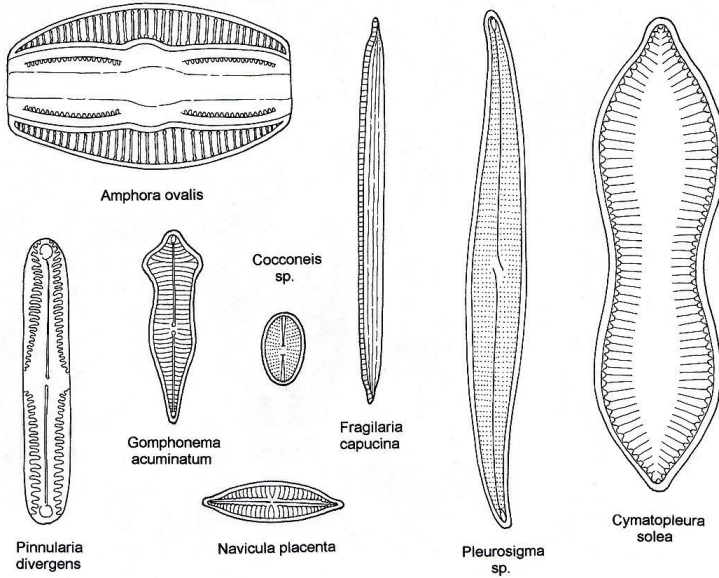 Amphora ovalis
Cocconeis
sp.
Gomphonema
acuminatum
Fragilaria
capucina
Pinnularia
divergens
Navicula placenta
Pleurosigma
sp.
Cymatopleura
solea